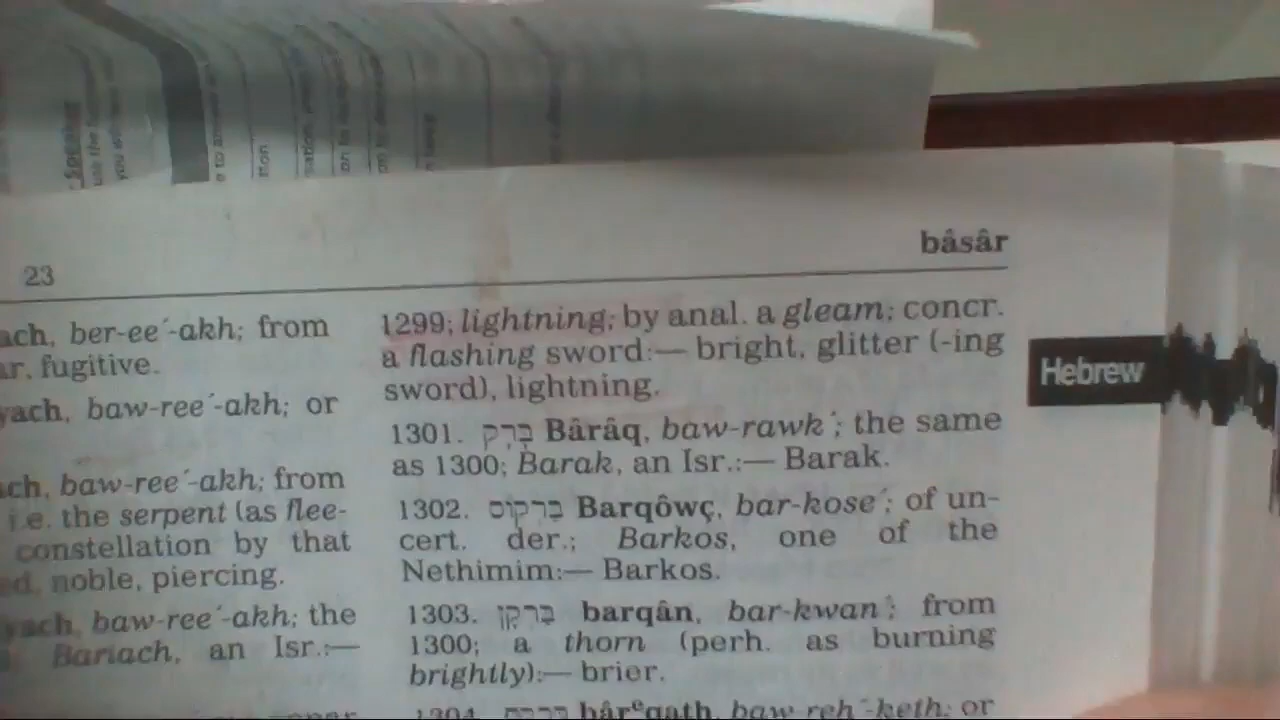 Speaking
tion
bâsâr
23
ach, ber-ee´-akh; from
ar. fugitive.
yach, baw-ree´-akh; or
ach, baw-ree´-akh; from
i.e. the serpent (as flee-
constellation by that
ed, noble, piercing.
yach, baw-ree´-akh; the
Bariach, an Isr.:—
1299; lightning; by anal. a gleam; concr.
a flashing sword:— bright, glitter (-ing
sword), lightning.
1301. בָּרָק Bârâq, baw-rawk´; the same
as 1300; Barak, an Isr.:— Barak.
1302. בַּרְקוֹס Barqôwç, bar-kose´; of un-
cert. der.; Barkos, one of the
Nethimim:— Barkos.
1303. בַּרְקָן barqân, bar-kwan´; from
1300; a thorn (perh. as burning
brightly):— brier.
1304. בָּרֶקֶת bârᵉqath, baw-reh´-keth; or
Hebrew